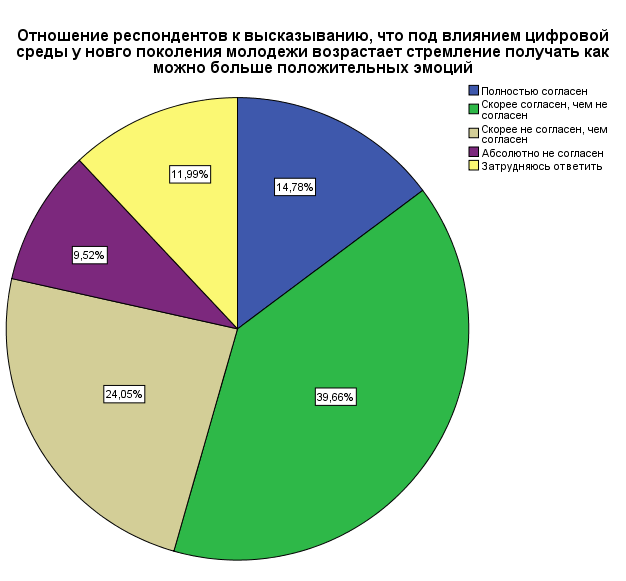 Отношение респондентов к высказыванию, что под влиянием цифровой
среды у новго поколения молодежи возрастает стремление получать как
можно больше положительных эмоций
Полностью согласен
Скорее согласен, чем не
согласен
Скорее не согласен, чем
согласен
Абсолютно не согласен
Затрудняюсь ответить
11,99%
14,78%
9,52%
24,05%
39,66%